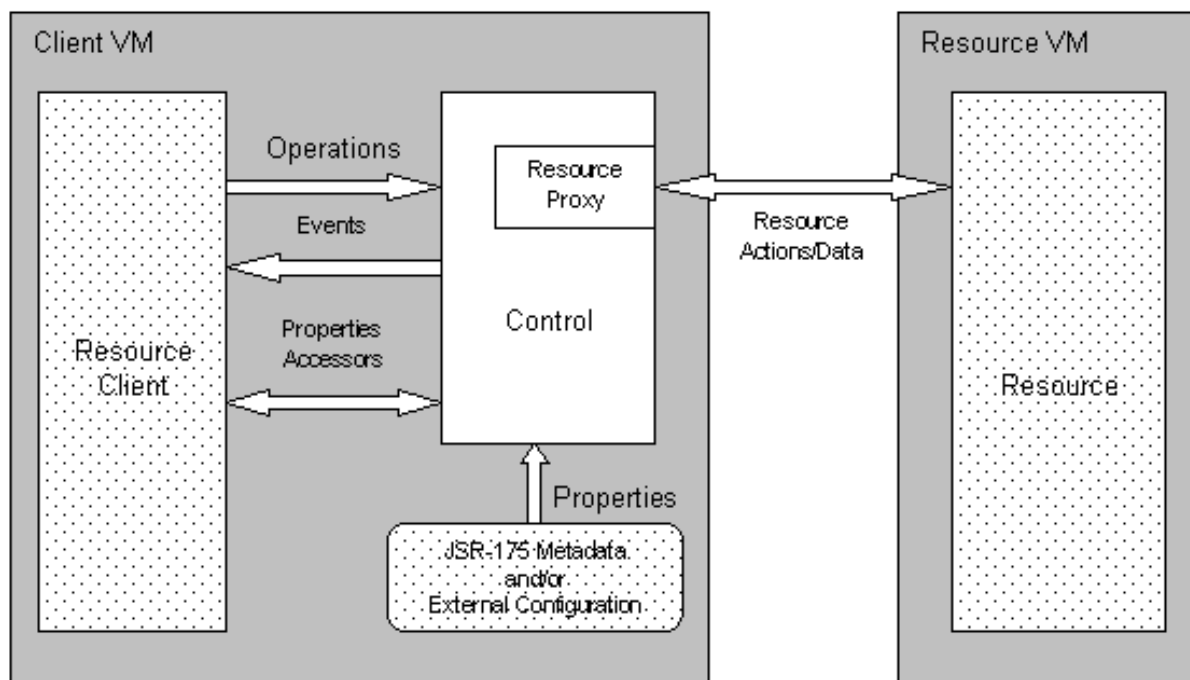 Client VM
Resource VM
Operations
Resource
Proxy
Events
Resource
Actions/Data
Control
Properties
Accessors
Resource
Client
Resource
Properties
JSR-175 Metadata
and/or
External Configuration